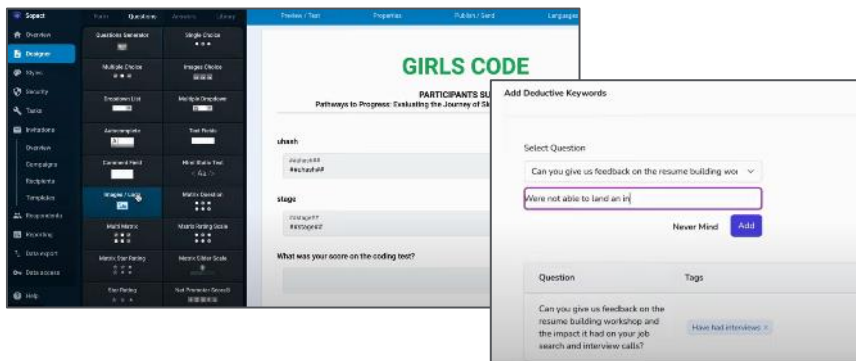 Sopact
Form Questions Answers Library
Preview / Test Properties Publish / Send Languages
Overview
Designer
Styles
Security
Tasks
Invitations
Overview
Campaigns
Recipients
Templates
Respondents
Reporting
Data export
Data access
Help
Questions Generator Single Choice
Multiple Choice Images Choice
Dropdown List Multiple Dropdown
Autocomplete Text Fields
Comment Field Html Static Text
Images / Logo Matrix Question
Multi Matrix Matrix Rating Scale
Matrix Star Rating Matrix Slider Scale
Star Rating Net Promoter Score®
GIRLS CODE
PARTICIPANTS SU
Pathways to Progress: Evaluating the Journey of Sk
uhash
##uhash##
##uhash##
stage
##stage##
##stage##
What was your score on the coding test?
Add Deductive Keywords
Select Question
Can you give us feedback on the resume building wor
Were not able to land an in
Never Mind Add
Question Tags
Can you give us feedback on the
resume building workshop and
the impact it had on your job
search and interview calls?
Have had interviews ×